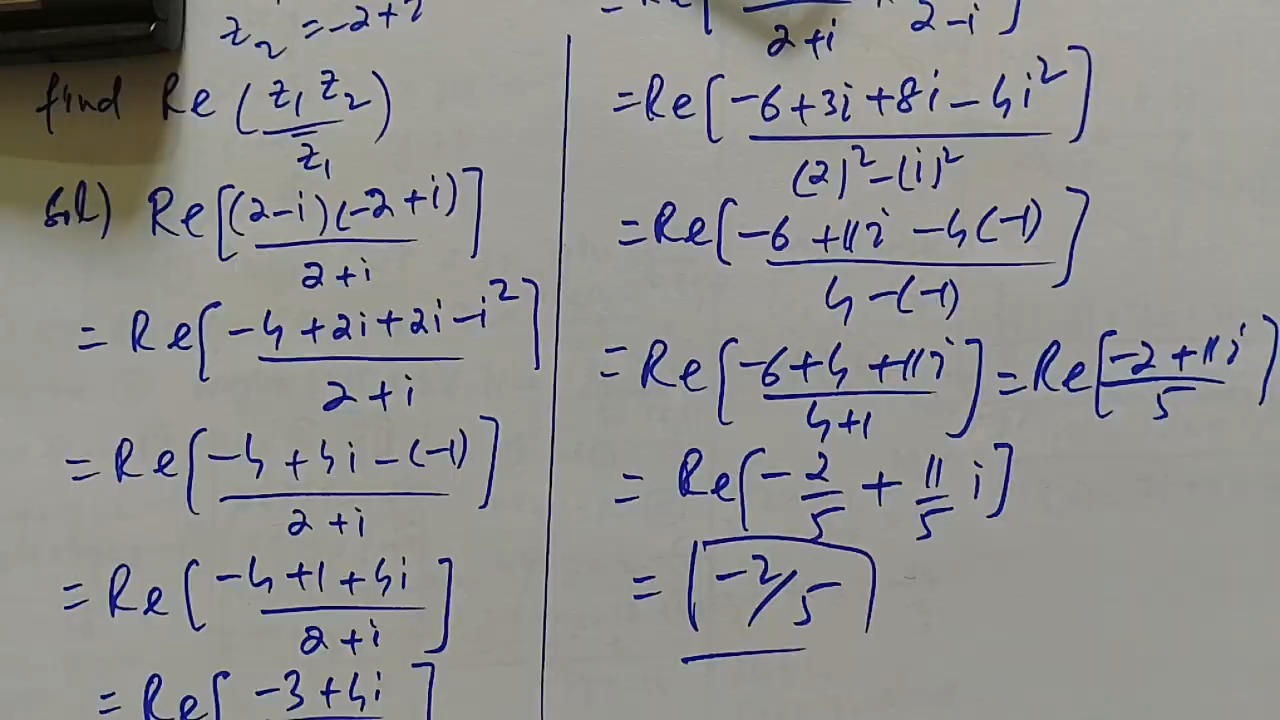 z₂ = -2+i
find Re (z₁ z₂ / z̄₁)
Sol) Re[(2-i)(-2+i) / 2+i]
= Re[-4+2i+2i-i² / 2+i]
= Re[-4+4i-(-1) / 2+i]
= Re[-4+1+4i / 2+i]
= Re[-3+4i
2+i 2-i]
= Re[-6+3i+8i-4i² / (2)²-(i)²]
= Re[-6+11i-4(-1) / 4-(-1)]
= Re[-6+4+11i / 4+1] = Re[-2+11i / 5]
= Re[-2/5 + 11/5 i]
= -2/5